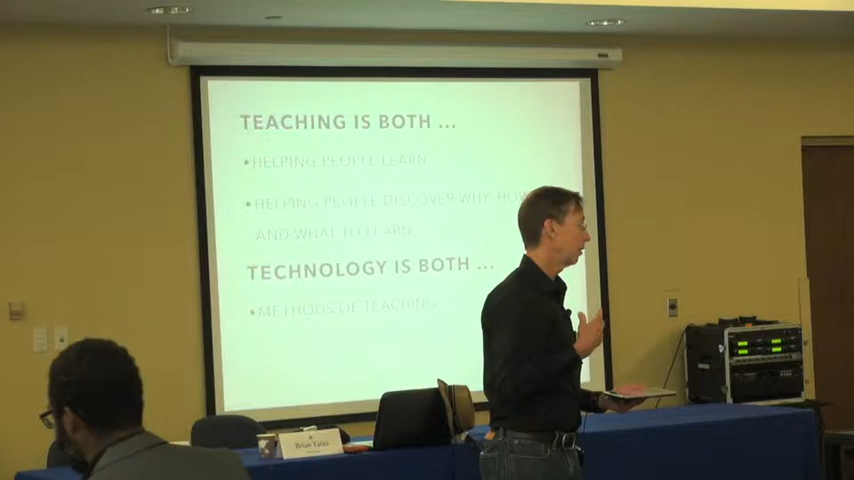 TEACHING IS BOTH ...
•HELPING PEOPLE LEARN
•HELPING PEOPLE DISCOVER WHY, HOW
AND WHAT TO LEARN
TECHNOLOGY IS BOTH ...
•METHODS OF TEACHING
Brian Yates